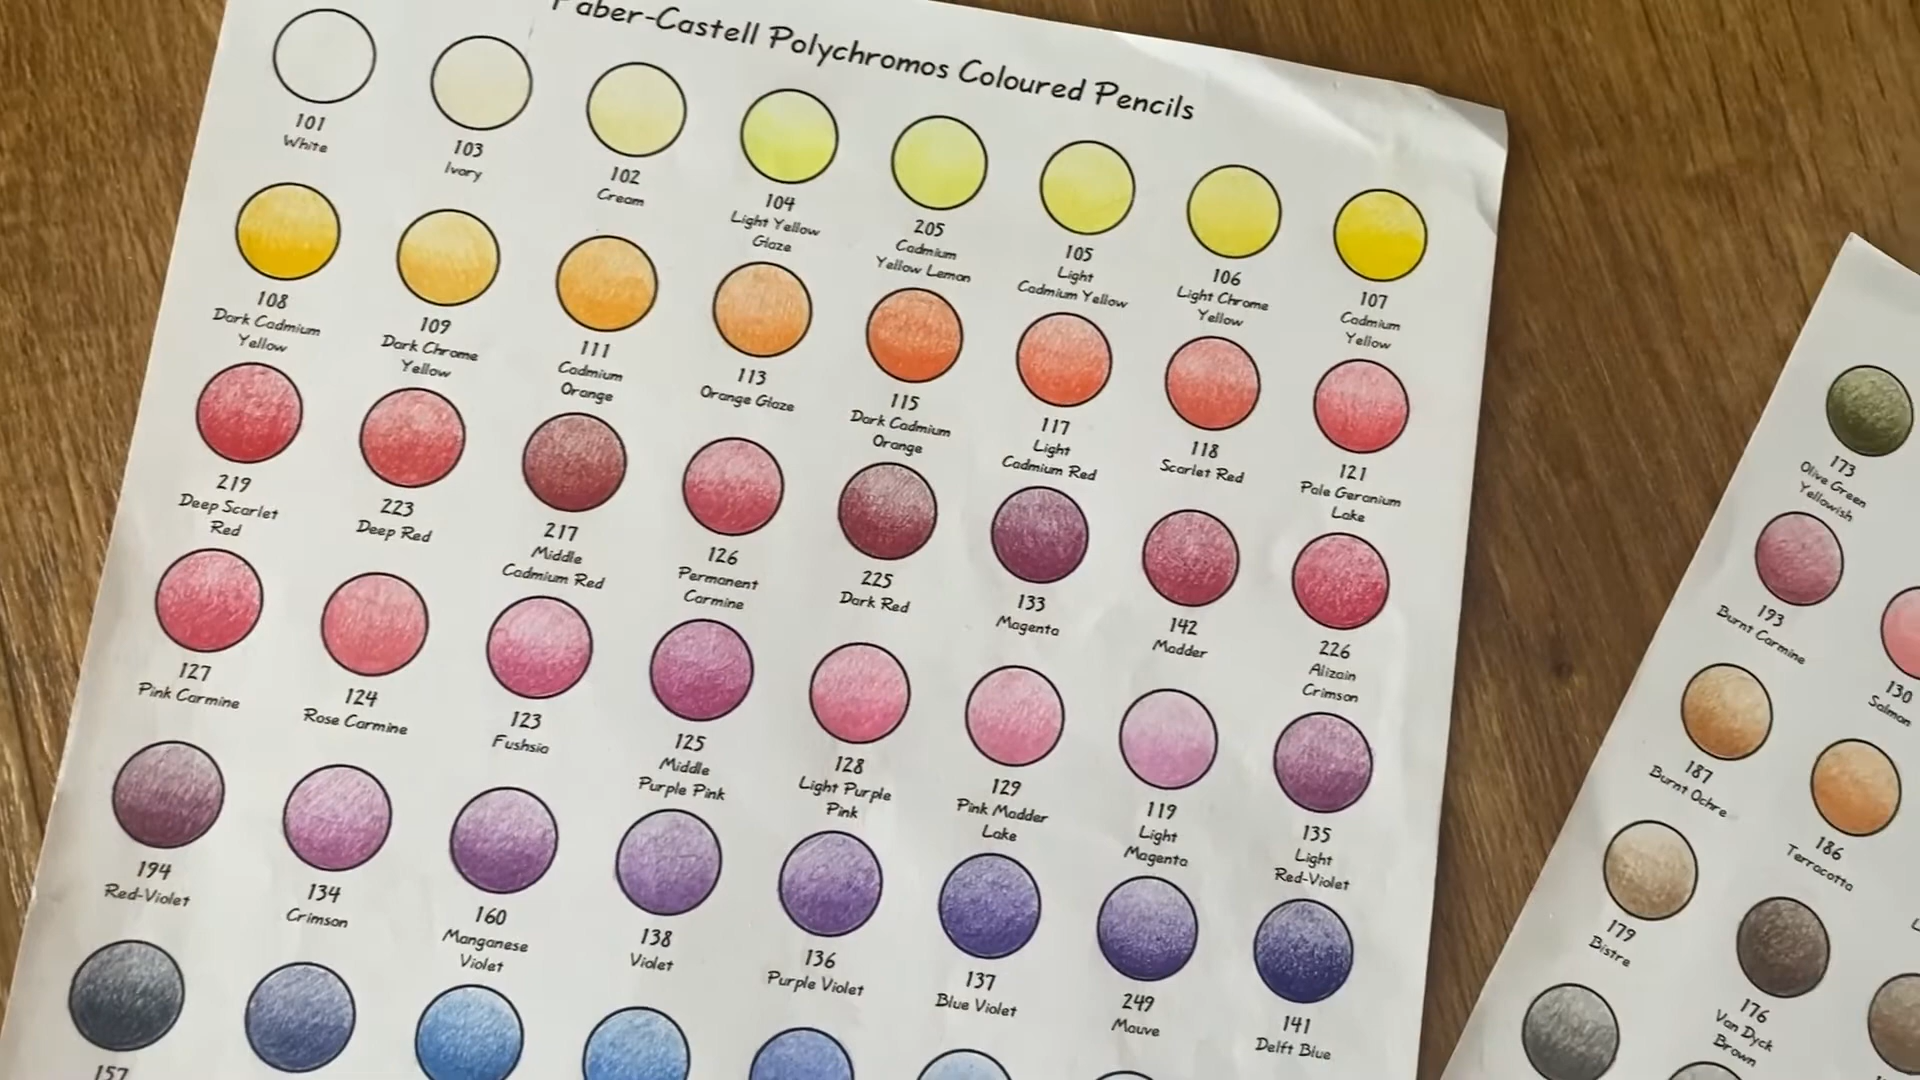 Faber-Castell Polychromos Coloured Pencils
101
White
103
Ivory
102
Cream
104
Light Yellow
Glaze
205
Cadmium
Yellow Lemon
105
Light
Cadmium Yellow
106
Light Chrome
Yellow
107
Cadmium
Yellow
108
Dark Cadmium
Yellow
109
Dark Chrome
Yellow
111
Cadmium
Orange
113
Orange Glaze
115
Dark Cadmium
Orange
117
Light
Cadmium Red
118
Scarlet Red
121
Pale Geranium
Lake
219
Deep Scarlet
Red
223
Deep Red
217
Middle
Cadmium Red
126
Permanent
Carmine
225
Dark Red
133
Magenta
142
Madder
226
Alizain
Crimson
127
Pink Carmine
124
Rose Carmine
123
Fushsia
125
Middle
Purple Pink
128
Light Purple
Pink
129
Pink Madder
Lake
119
Light
Magenta
135
Light
Red-Violet
194
Red-Violet
134
Crimson
160
Manganese
Violet
138
Violet
136
Purple Violet
137
Blue Violet
249
Mauve
141
Delft Blue
157
173
Olive Green
Yellowish
193
Burnt Carmine
130
Salmon
187
Burnt Ochre
186
Terracotta
179
Bistre
176
Van Dyck
Brown